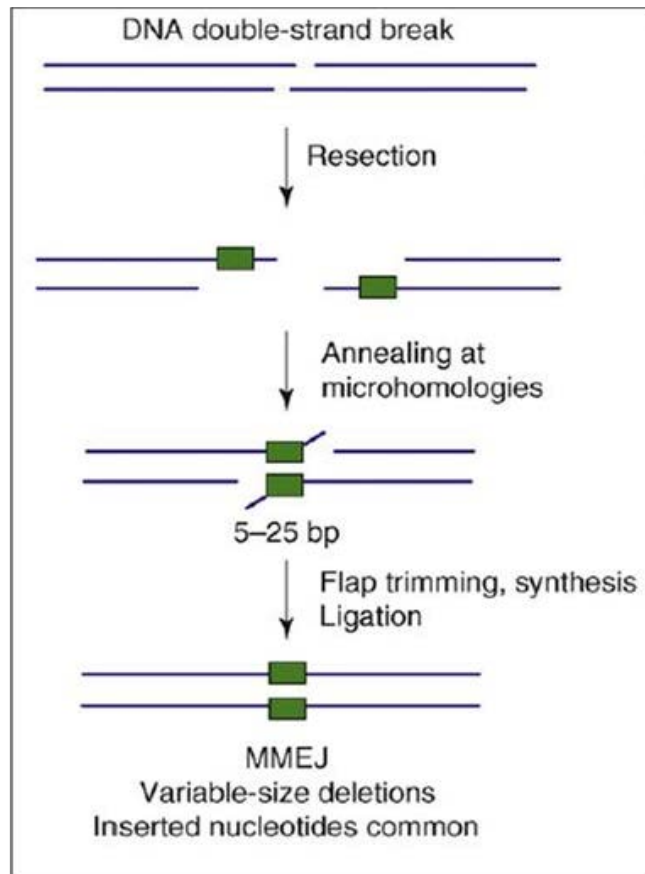 DNA double-strand break
Resection
Annealing at
microhomologies
5–25 bp
Flap trimming, synthesis
Ligation
MMEJ
Variable-size deletions
Inserted nucleotides common